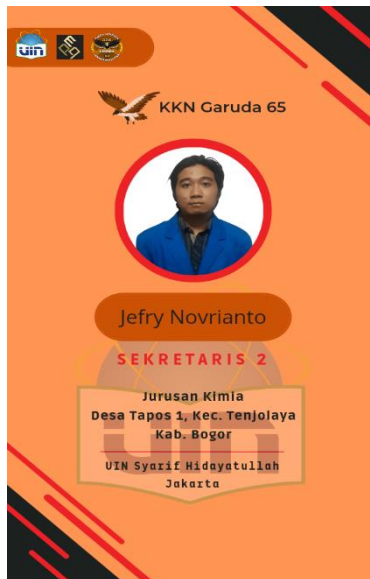 UIN
KKN Garuda 65
Jefry Novrianto
SEKRETARIS 2
Jurusan Kimia
Desa Tapos 1, Kec. Tenjolaya
Kab. Bogor
UIN Syarif Hidayatullah
Jakarta